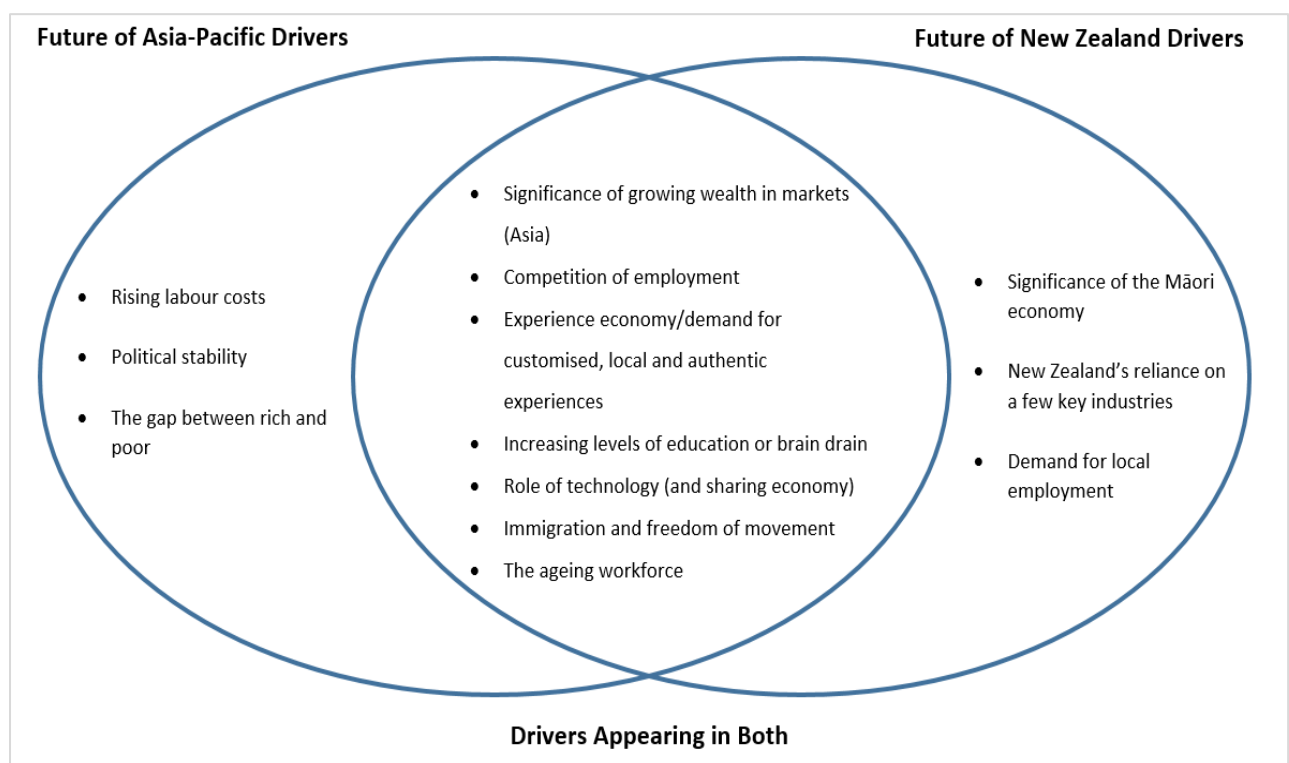 Future of Asia-Pacific Drivers
Future of New Zealand Drivers
• Rising labour costs
• Political stability
• The gap between rich and
poor
• Significance of growing wealth in markets
(Asia)
• Competition of employment
• Experience economy/demand for
customised, local and authentic
experiences
• Increasing levels of education or brain drain
• Role of technology (and sharing economy)
• Immigration and freedom of movement
• The ageing workforce
• Significance of the Māori
economy
• New Zealand’s reliance on
a few key industries
• Demand for local
employment
Drivers Appearing in Both